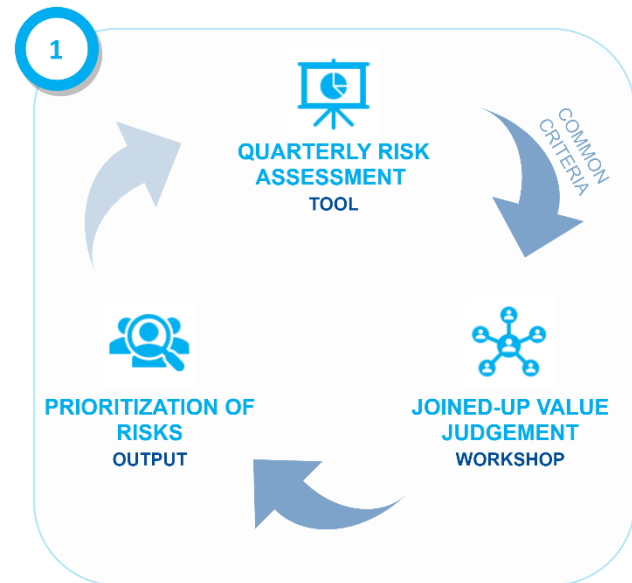 1
QUARTERLY RISK
ASSESSMENT
TOOL
COMMON
CRITERIA
PRIORITIZATION OF
RISKS
OUTPUT
JOINED-UP VALUE
JUDGEMENT
WORKSHOP